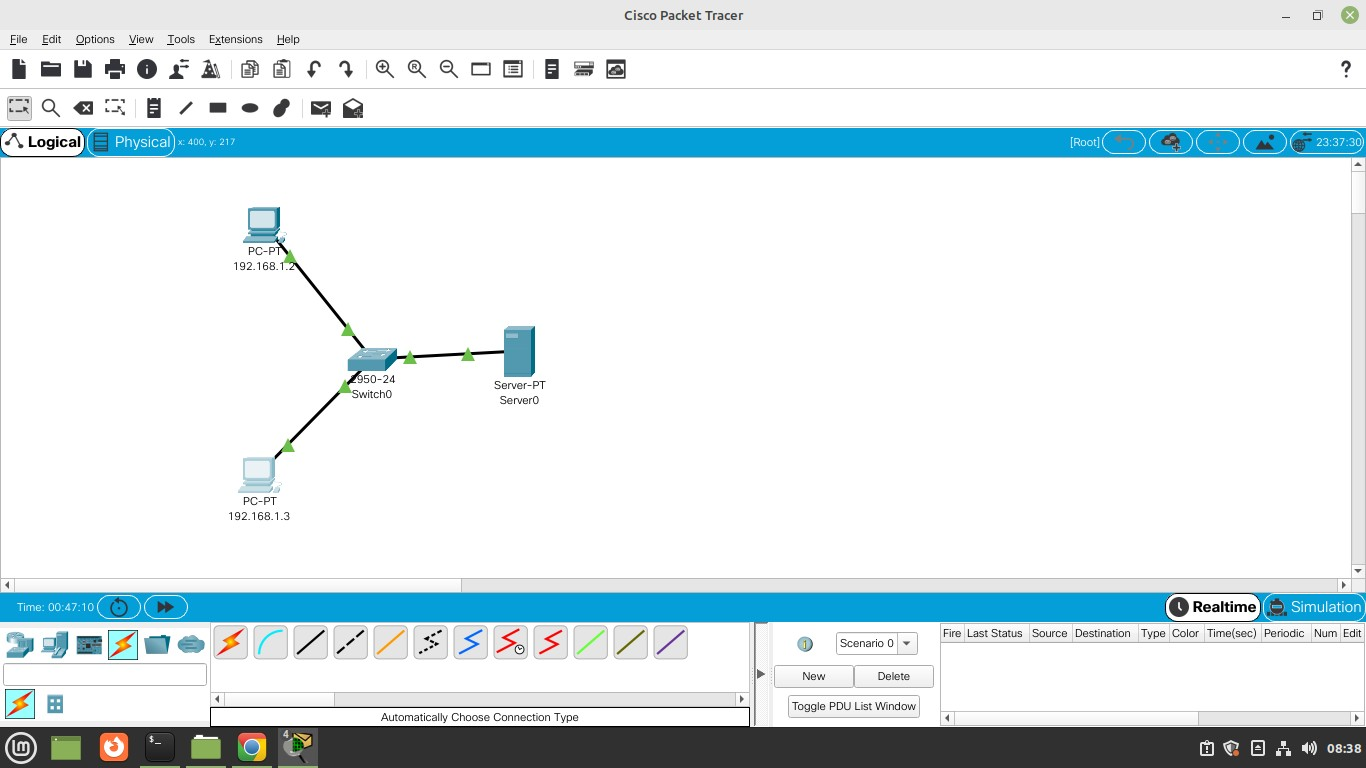 Cisco Packet Tracer
File Edit Options View Tools Extensions Help
?
Logical Physical x: 400, y: 217 [Root] 23:37:30
PC-PT
192.168.1.2
2950-24
Switch0
Server-PT
Server0
PC-PT
192.168.1.3
Time: 00:47:10 Realtime Simulation
Scenario 0
New Delete
Toggle PDU List Window
Fire Last Status Source Destination Type Color Time(sec) Periodic Num Edit
Automatically Choose Connection Type
4
08:38